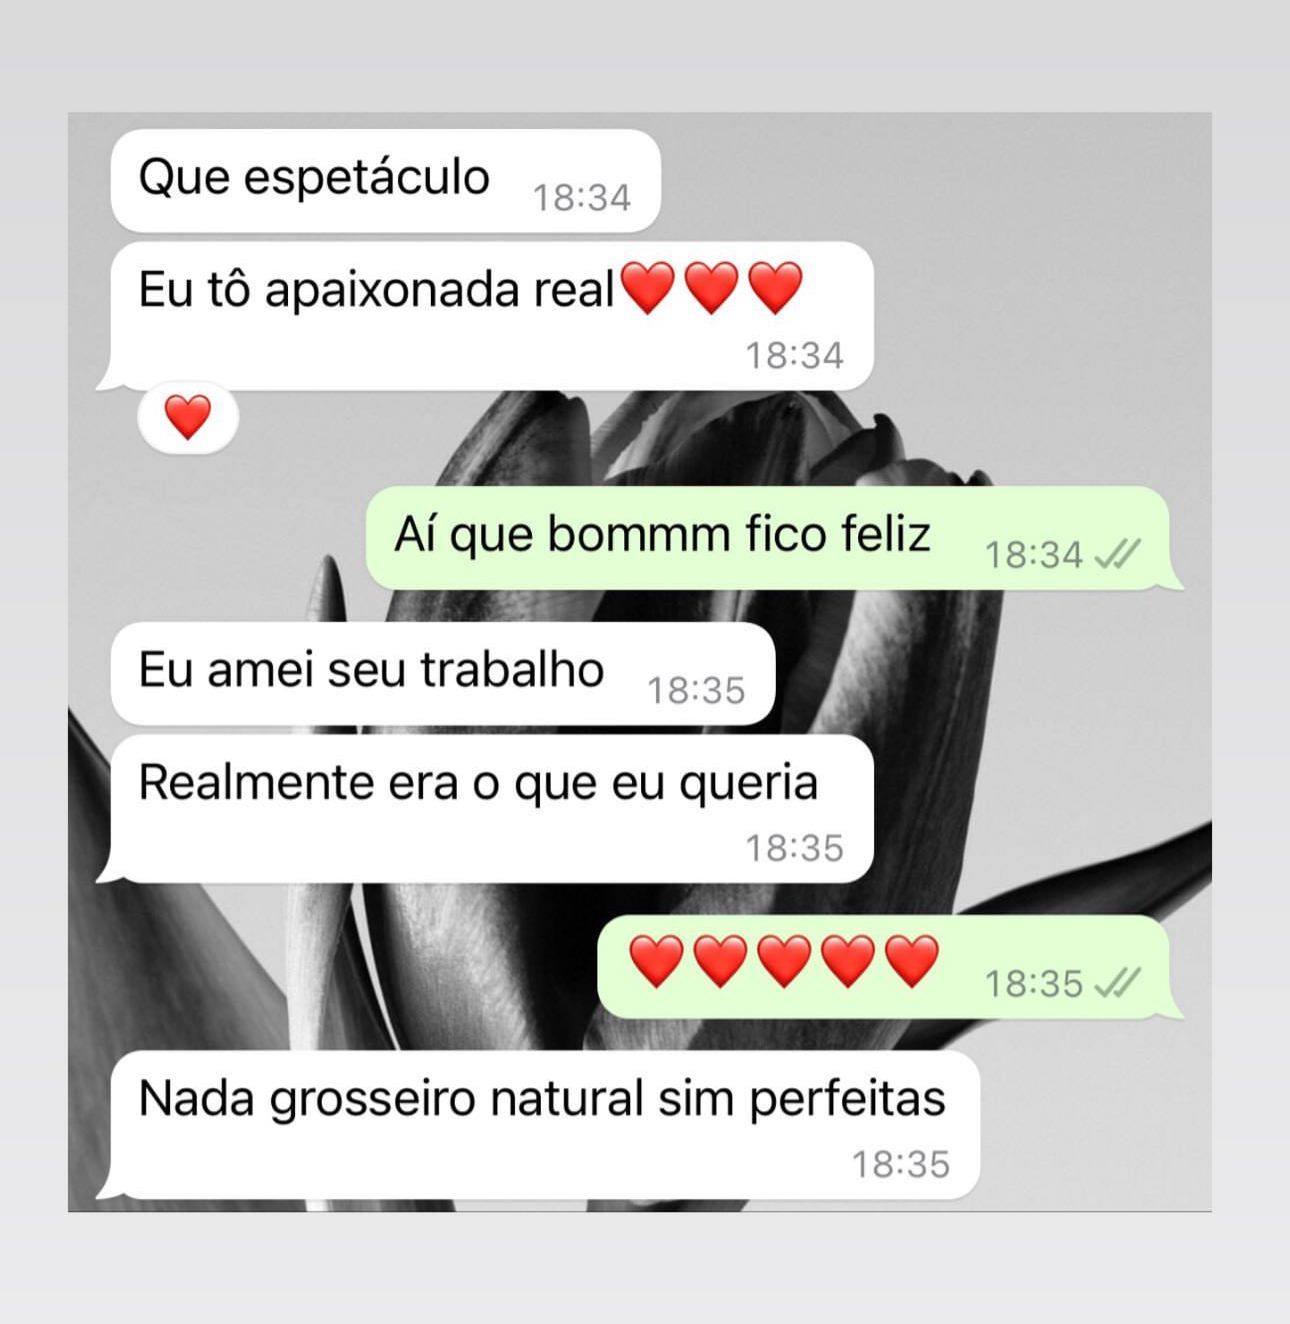 Que espetáculo 18:34
Eu tô apaixonada real❤️❤️❤️
18:34
❤️
Aí que bommm fico feliz 18:34
Eu amei seu trabalho 18:35
Realmente era o que eu queria
18:35
❤️❤️❤️❤️❤️ 18:35
Nada grosseiro natural sim perfeitas
18:35